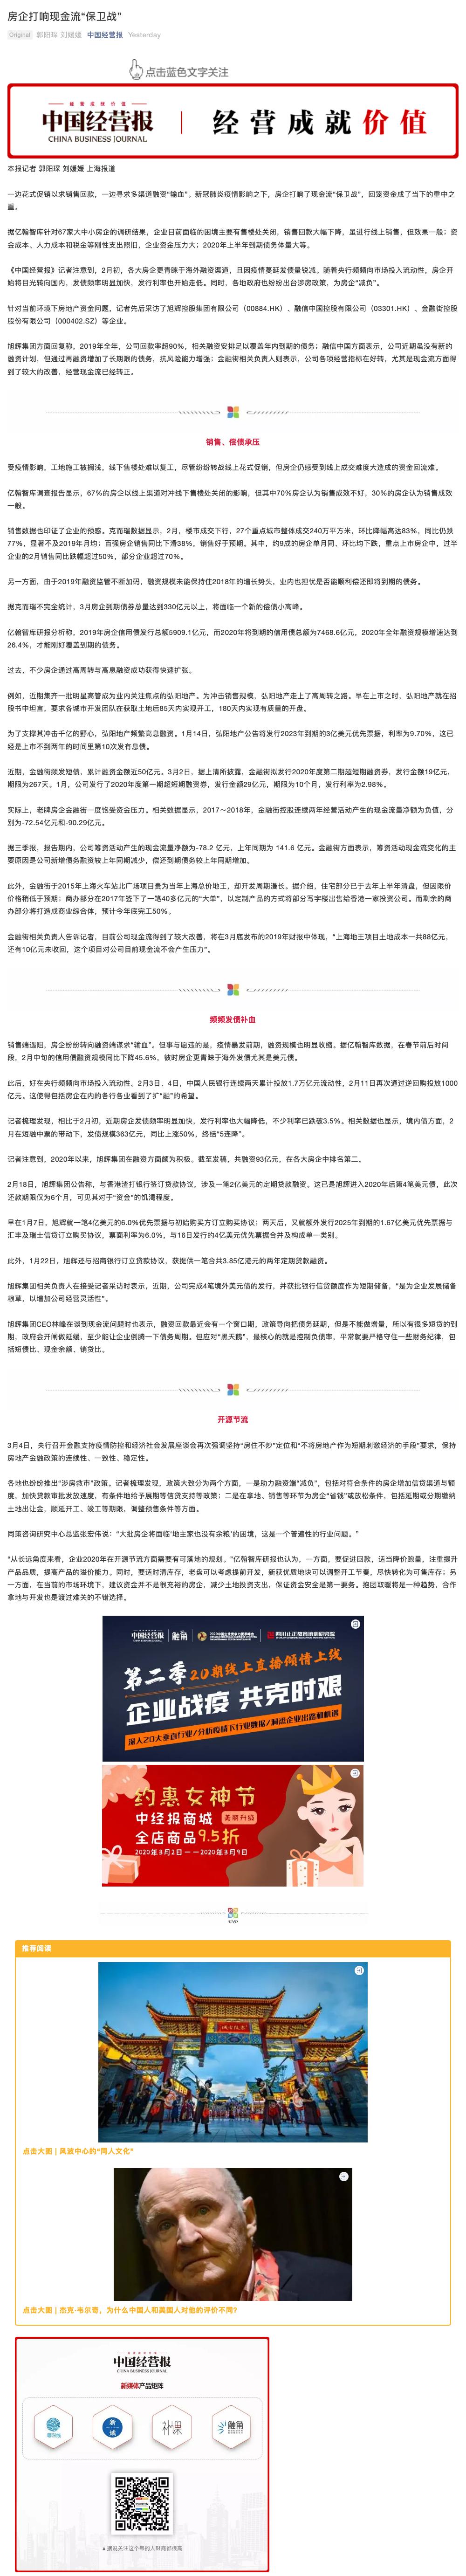 房企打响现金流“保卫战”
Original 郭阳琛 刘媛媛 中国经营报 Yesterday
点击蓝色文字关注
经营成就价值
中国经营报
CHINA BUSINESS JOURNAL
经营成就价值
本报记者 郭阳琛 刘媛媛 上海报道
一边花式促销以求销售回款，一边寻求多渠道融资“输血”。新冠肺炎疫情影响之下，房企打响了现金流“保卫战”，回笼资金成了当下的重中之
重。
据亿翰智库针对67家大中小房企的调研结果，企业目前面临的困境主要有售楼处关闭，销售回款大幅下降，虽进行线上销售，但效果一般；资
金成本、人力成本和税金等刚性支出照旧，企业资金压力大；2020年上半年到期债务体量大等。
《中国经营报》记者注意到，2月初，各大房企更青睐于海外融资渠道，且因疫情蔓延发债量锐减。随着央行频频向市场投入流动性，房企开
始将目光转向国内，发债频率明显加快，发行利率也开始走低。同时，各地政府也纷纷出台涉房政策，为房企“减负”。
针对当前环境下房地产资金问题，记者先后采访了旭辉控股集团有限公司（00884.HK）、融信中国控股有限公司（03301.HK）、金融街控股
股份有限公司（000402.SZ）等企业。
旭辉集团方面回复称，2019年全年，公司回款率超90%，相关融资安排足以覆盖年内到期的债务；融信中国方面表示，公司近期虽没有新的
融资计划，但通过再融资增加了长期限的债务，抗风险能力增强；金融街相关负责人则表示，公司各项经营指标在好转，尤其是现金流方面得
到了较大的改善，经营现金流已经转正。
销售、偿债承压
受疫情影响，工地施工被搁浅，线下售楼处难以复工，尽管纷纷转战线上花式促销，但房企仍感受到线上成交难度大造成的资金回流难。
亿翰智库调查报告显示，67%的房企以线上渠道对冲线下售楼处关闭的影响，但其中70%房企认为销售成效不好，30%的房企认为销售成效
一般。
销售数据也印证了企业的预感。克而瑞数据显示，2月，楼市成交下行，27个重点城市整体成交240万平方米，环比降幅高达83%，同比仍跌
77%，显著不及2019年月均；百强房企销售同比下滑38%，销售好于预期。其中，约9成的房企单月同、环比均下跌，重点上市房企中，过半
企业的2月销售同比跌幅超过50%，部分企业超过70%。
另一方面，由于2019年融资监管不断加码，融资规模未能保持住2018年的增长势头，业内也担忧是否能顺利偿还即将到期的债务。
据克而瑞不完全统计，3月房企到期债券总量达到330亿元以上，将面临一个新的偿债小高峰。
亿翰智库研报分析称，2019年房企信用债发行总额5909.1亿元，而2020年将到期的信用债总额为7468.6亿元，2020年全年融资规模增速达到
26.4%，才能刚好覆盖到期的债务。
过去，不少房企通过高周转与高息融资成功获得快速扩张。
例如，近期集齐一批明星高管成为业内关注焦点的弘阳地产。为冲击销售规模，弘阳地产走上了高周转之路。早在上市之时，弘阳地产就在招
股书中坦言，要求各城市开发团队在获取土地后85天内实现开工，180天内实现有质量的开盘。
为了支撑其冲击千亿的野心，弘阳地产频繁高息融资。1月14日，弘阳地产公告将发行2023年到期的3亿美元优先票据，利率为9.70%，这已
经是上市不到两年的时间里第10次发有息债。
近期，金融街频发短债，累计融资金额近50亿元。3月2日，据上清所披露，金融街拟发行2020年度第二期超短期融资券，发行金额19亿元，
期限为267天。1月，公司发行了2020年度第一期超短期融资券，发行金额29亿元，期限为10个月，发行利率为2.98%。
实际上，老牌房企金融街一度饱受资金压力。相关数据显示，2017～2018年，金融街控股连续两年经营活动产生的现金流量净额为负值，分
别为-72.54亿元和-90.29亿元。
据三季报，报告期内，公司筹资活动产生的现金流量净额为-78.2 亿元，上年同期为 141.6 亿元。金融街方面表示，筹资活动现金流变化的主
要原因是公司新增债务融资较上年同期减少，偿还到期债务较上年同期增加。
此外，金融街于2015年上海火车站北广场项目贵为当年上海总价地王，却开发周期漫长。据介绍，住宅部分已于去年上半年清盘，但因限价
价格稍低于预期；商办部分在2017年签下了一笔40多亿元的“大单”，以定制产品的方式将部分写字楼出售给香港一家投资公司。而剩余的商
办部分将打造成商业综合体，预计今年底完工50%。
金融街相关负责人告诉记者，目前公司现金流得到了较大改善，将在3月底发布的2019年财报中体现，“上海地王项目土地成本一共88亿元，
还有10亿元未收回，这个项目对公司目前现金流不会产生压力”。
频频发债补血
销售端遇阻，房企纷纷转向融资端谋求“输血”。但事与愿违的是，疫情暴发前期，融资规模也明显收缩。据亿翰智库数据，在春节前后时间
段，2月中旬的信用债融资规模同比下降45.6%，彼时房企更青睐于海外发债尤其是美元债。
此后，好在央行频频向市场投入流动性。2月3日、4日，中国人民银行连续两天累计投放1.7万亿元流动性，2月11日再次通过逆回购投放1000
亿元。这使得包括房企在内的各行各业看到了扩“融”的希望。
记者梳理发现，相比于2月初，近期房企发债频率明显加快，发行利率也大幅降低，不少利率已跌破3.5%。相关数据也显示，境内债方面，2
月在短融中票的带动下，发债规模363亿元，同比上涨50%，终结“5连降”。
记者注意到，2020年以来，旭辉集团在融资方面颇为积极。截至发稿，共融资93亿元，在各大房企中排名第二。
2月18日，旭辉集团公告称，与香港渣打银行签订贷款协议，涉及一笔2亿美元的定期贷款融资。这已是旭辉进入2020年后第4笔美元债，此次
还款期限仅为6个月，可见其对于“资金”的饥渴程度。
早在1月7日，旭辉就一笔4亿美元的6.0%优先票据与初始购买方订立购买协议；两天后，又就额外发行2025年到期的1.67亿美元优先票据与
汇丰及瑞士信贷订立购买协议，票面利率为6.0%，与16日发行的4亿美元优先票据合并及构成单一类别。
此外，1月22日，旭辉还与招商银行订立贷款协议，获提供一笔合共3.85亿港元的两年定期贷款融资。
旭辉集团相关负责人在接受记者采访时表示，近期，公司完成4笔境外美元债的发行，并获批银行信贷额度作为短期储备，“是为企业发展储备
粮草，以增加公司经营灵活性”。
旭辉集团CEO林峰在谈到现金流问题时也表示，融资回款最近会有一个窗口期，政策导向把债务延期，但是不能做增量，所以有很多短贷的到
期，政府会开闸做延缓，至少能让企业倒腾一下债务周期。但应对“黑天鹅”，最核心的就是控制负债率，平常就要严格守住一些财务纪律，包
括短债比、现金余额、销贷比。
开源节流
3月4日，央行召开金融支持疫情防控和经济社会发展座谈会再次强调坚持“房住不炒”定位和“不将房地产作为短期刺激经济的手段”要求，保持
房地产金融政策的连续性、一致性、稳定性。
各地也纷纷推出“涉房救市”政策。记者梳理发现，政策大致分为两个方面，一是助力融资端“减负”，包括对符合条件的房企增加信贷渠道与额
度，加快贷款审批发放速度，有条件地给予展期等信贷支持等政策；二是在拿地、销售等环节为房企“省钱”或放松条件，包括延期或分期缴纳
土地出让金，顺延开工、竣工等期限，调整预售条件等方面。
同策咨询研究中心总监张宏伟说：“大批房企将面临‘地主家也没有余粮’的困境，这是一个普遍性的行业问题。”
“从长远角度来看，企业2020年在开源节流方面需要有可落地的规划。”亿翰智库研报也认为，一方面，要促进回款，适当降价跑量，注重提升
产品品质，提高产品的溢价能力。同时，要适时清库存，老盘可以考虑提前开发，新获优质地块可以调整开工节奏，尽快转化为可售库存；另
一方面，在当前的市场环境下，建议资金并不是很充裕的房企，减少土地投资支出，保证资金安全是第一要务。抱团取暖将是一种趋势，合作
拿地与开发也是渡过难关的不错选择。
中国经营报 融角
第二季20期线上直播倾情上线
企业战疫 共克时艰
深入20大垂直行业/分析疫情下行业数据/洞悉企业出路和机遇
约惠女神节
中经报商城 美丽升级
全店商品9.5折
2020年3月2日——2020年3月9日
END
推荐阅读
点击大图 | 风波中心的“同人文化”
点击大图 | 杰克·韦尔奇，为什么中国人和美国人对他的评价不同？
中国经营报
CHINA BUSINESS JOURNAL
新媒体产品矩阵
融角